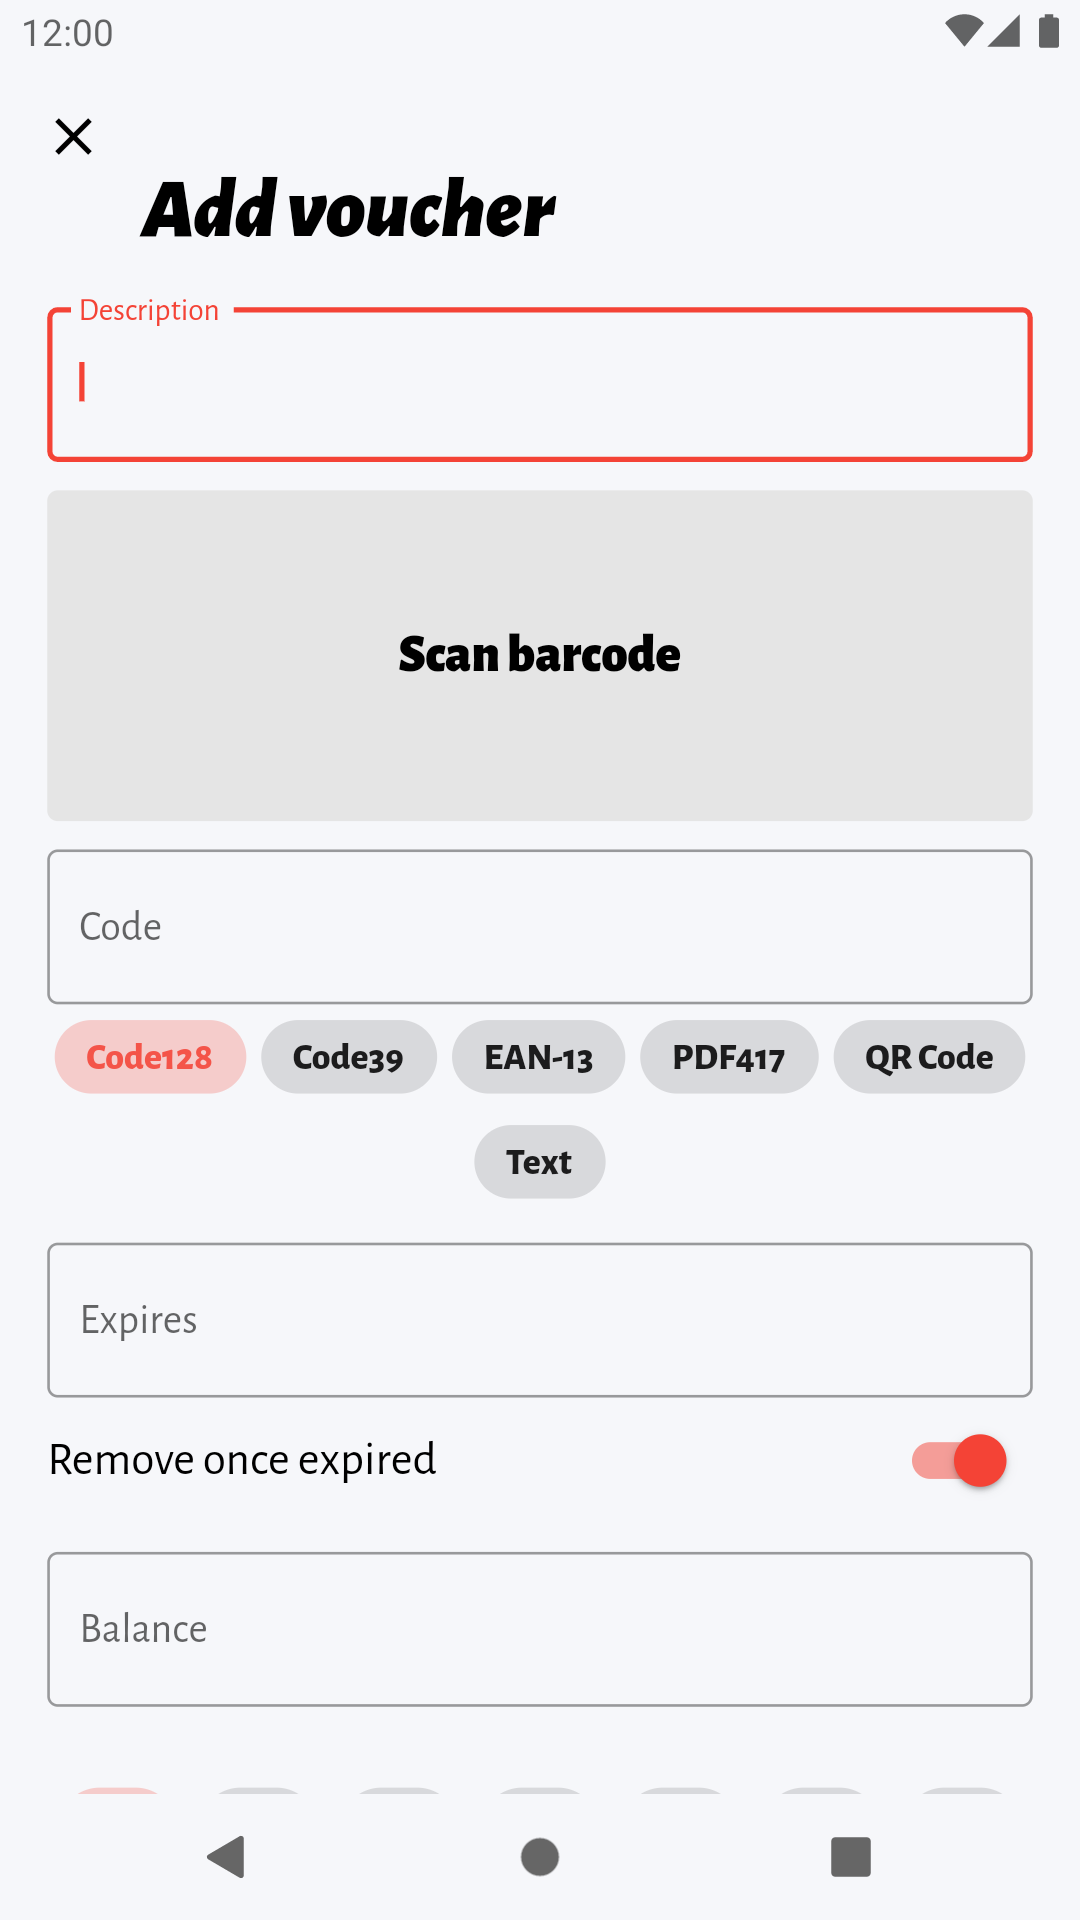 12:00
Add voucher
Description
Scan barcode
Code
Code128 Code39 EAN-13 PDF417 QR Code
Text
Expires
Remove once expired
Balance